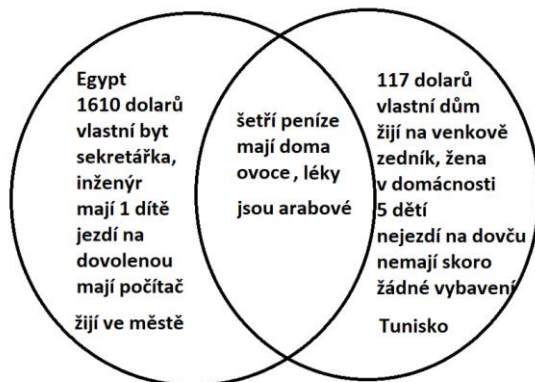 Egypt
1610 dolarů
vlastní byt
sekretářka,
inženýr
mají 1 dítě
jezdí na
dovolenou
mají počítač
žijí ve městě
šetří peníze
mají doma
ovoce , léky
jsou arabové
117 dolarů
vlastní dům
žijí na venkově
zedník, žena
v domácnosti
5 dětí
nejezdí na dovču
nemají skoro
žádné vybavení
Tunisko